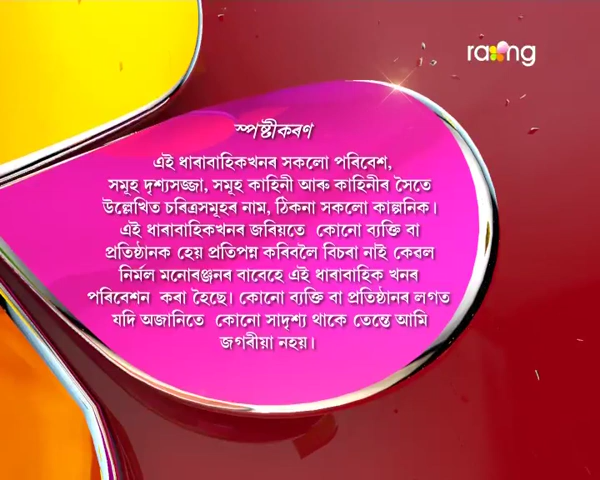 rang
স্পষ্টীকৰণ
এই ধাৰাবাহিকখনৰ সকলো পৰিবেশ,
সমূহ দৃশ্যসজ্জা, সমূহ কাহিনী আৰু কাহিনীৰ সৈতে
উল্লেখিত চৰিত্ৰসমূহৰ নাম, ঠিকনা সকলো কাল্পনিক।
এই ধাৰাবাহিকখনৰ জৰিয়তে কোনো ব্যক্তি বা
প্ৰতিষ্ঠানক হেয় প্ৰতিপন্ন কৰিবলৈ বিচৰা নাই কেৱল
নিৰ্মল মনোৰঞ্জনৰ বাবেহে এই ধাৰাবাহিক খনৰ
পৰিবেশন কৰা হৈছে। কোনো ব্যক্তি বা প্ৰতিষ্ঠানৰ লগত
যদি অজানিতে কোনো সাদৃশ্য থাকে তেন্তে আমি
জগৰীয়া নহয়।